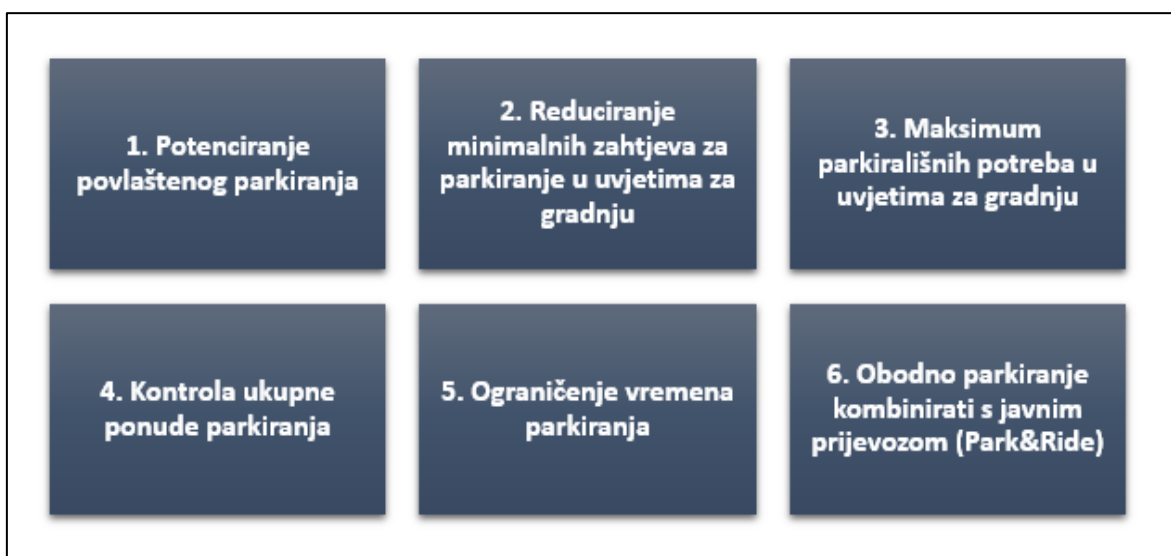 1. Potenciranje
povlaštenog parkiranja
2. Reduciranje
minimalnih zahtjeva za
parkiranje u uvjetima za
gradnju
3. Maksimum
parkirališnih potreba u
uvjetima za gradnju
4. Kontrola ukupne
ponude parkiranja
5. Ograničenje vremena
parkiranja
6. Obodno parkiranje
kombinirati s javnim
prijevozom (Park&Ride)